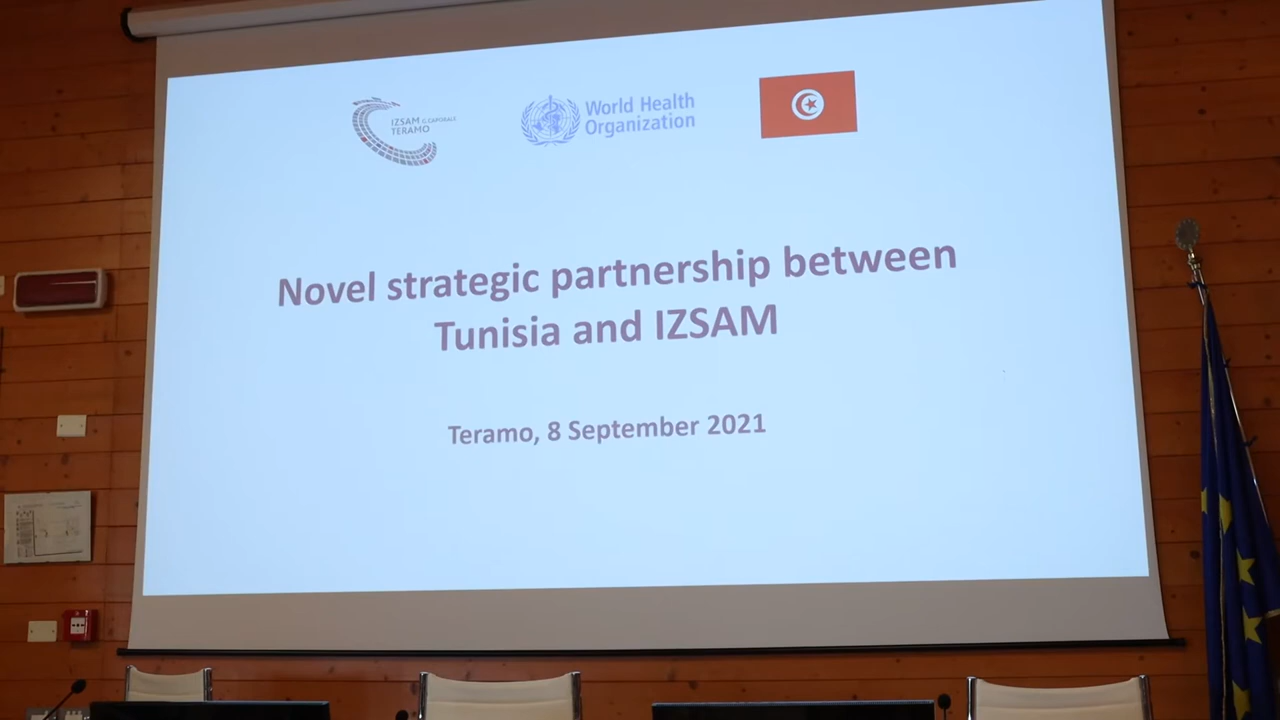 IZSAM G.CAPORALE
TERAMO
World Health
Organization
Novel strategic partnership between
Tunisia and IZSAM
Teramo, 8 September 2021